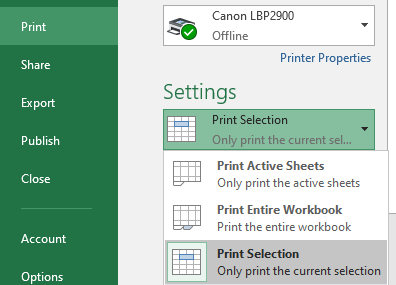 Print
Share
Export
Publish
Close
Account
Options
Canon LBP2900
Offline
Printer Properties
Settings
Print Selection
Only print the current sel...
Print Active Sheets
Only print the active sheets
Print Entire Workbook
Print the entire workbook
Print Selection
Only print the current selection